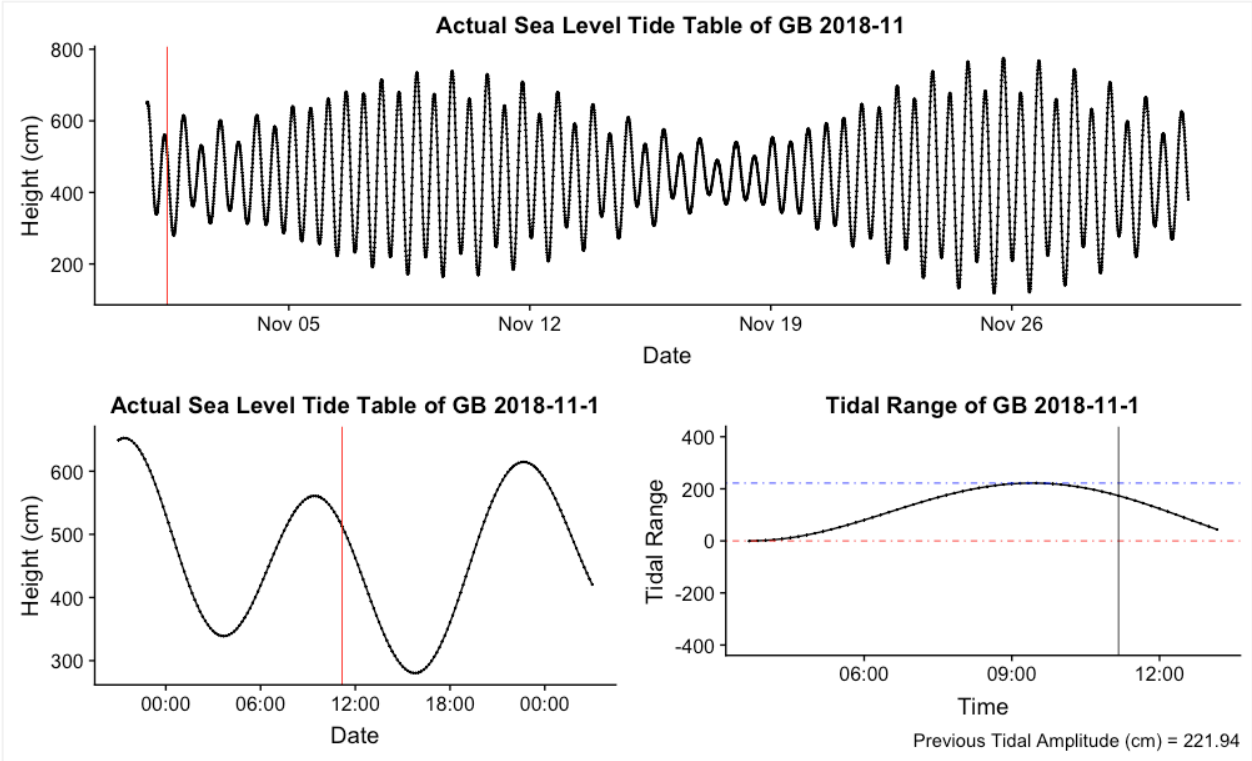 Actual Sea Level Tide Table of GB 2018-11
Height (cm)
800
600
400
200
Nov 05
Nov 12
Nov 19
Nov 26
Date
Actual Sea Level Tide Table of GB 2018-11-1
Height (cm)
600
500
400
300
00:00
06:00
12:00
18:00
00:00
Date
Tidal Range of GB 2018-11-1
Tidal Range
400
200
0
-200
-400
06:00
09:00
12:00
Time
Previous Tidal Amplitude (cm) = 221.94